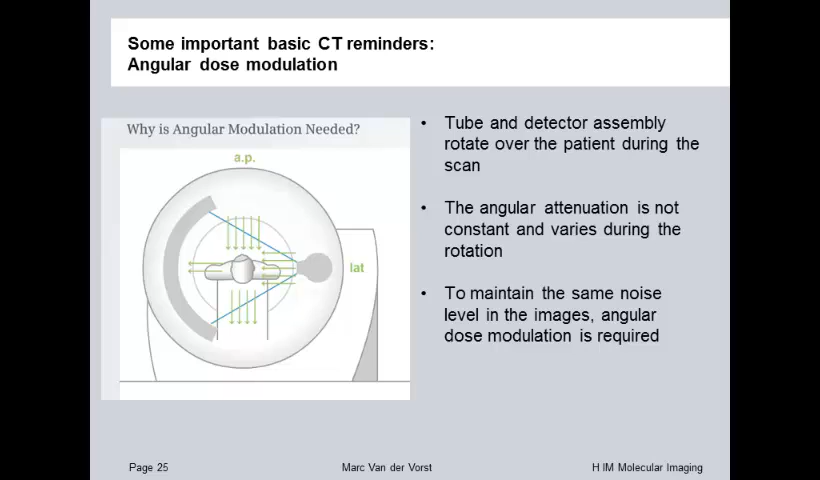 Some important basic CT reminders:
Angular dose modulation
Why is Angular Modulation Needed?
a.p.
lat
• Tube and detector assembly
rotate over the patient during the
scan
• The angular attenuation is not
constant and varies during the
rotation
• To maintain the same noise
level in the images, angular
dose modulation is required
Page 25
Marc Van der Vorst
H IM Molecular Imaging